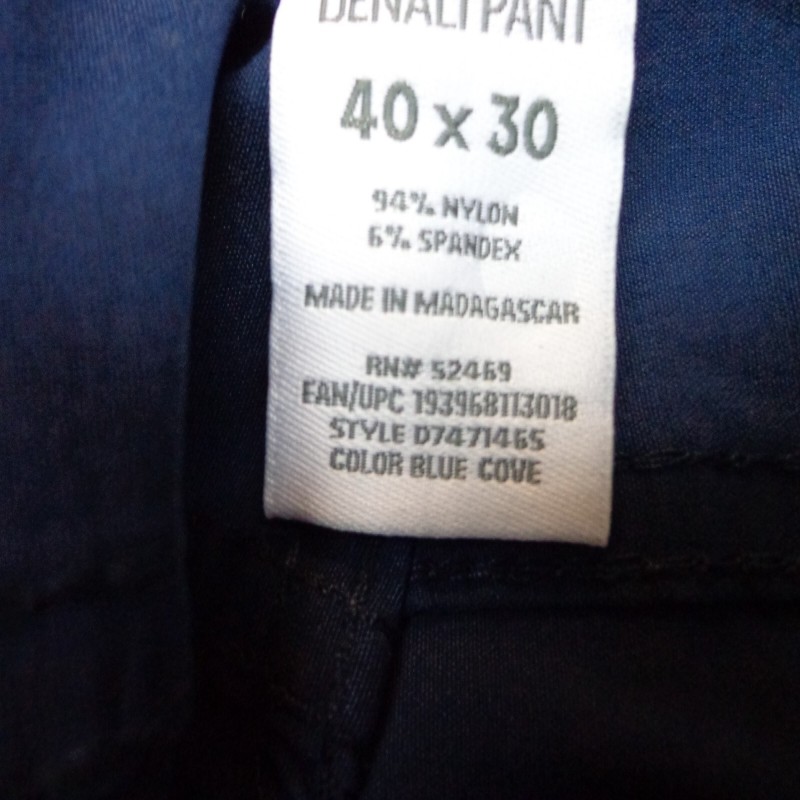 DENALI PANT
40 x 30
94% NYLON
6% SPANDEX
MADE IN MADAGASCAR
RN# 52469
EAN/UPC 193968113018
STYLE D7471465
COLOR BLUE COVE